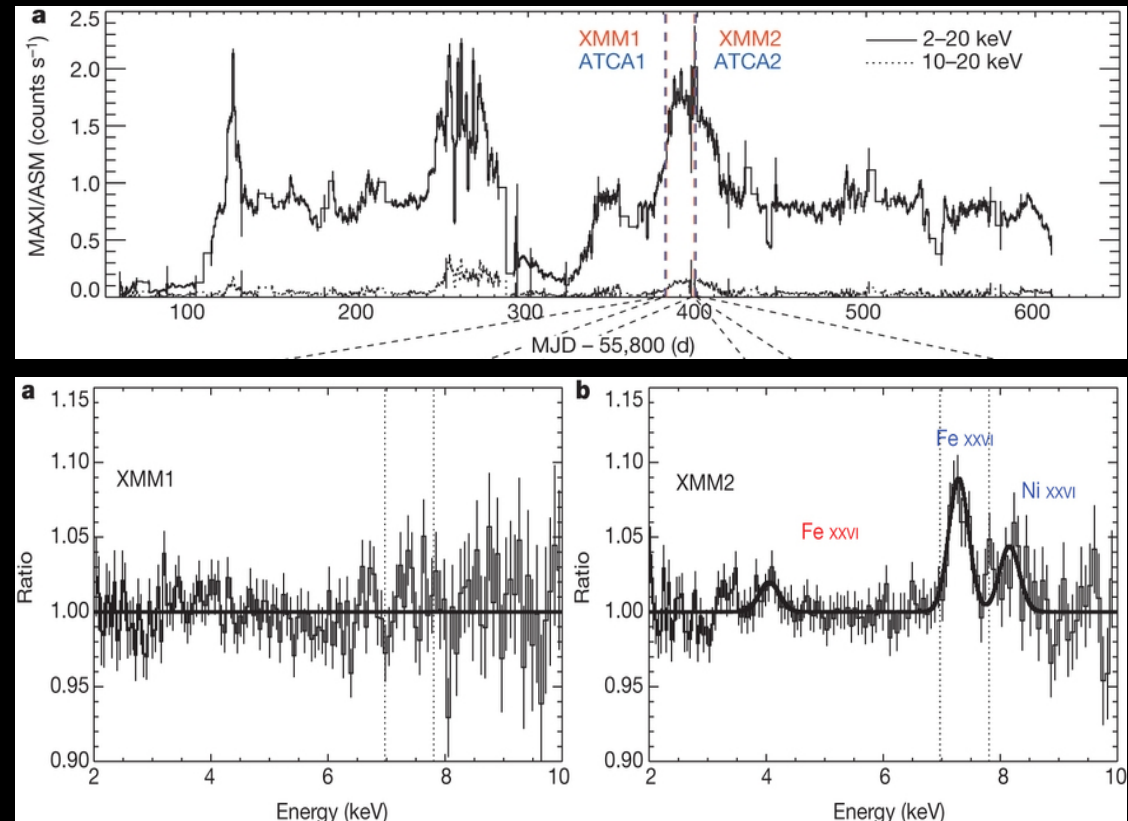 a
2.5
2.0
1.5
1.0
0.5
0.0
MAXI/ASM (counts s⁻¹)
XMM1
ATCA1
XMM2
ATCA2
2–20 keV
10–20 keV
100 200 300 400 500 600
MJD – 55,800 (d)
a
1.15
1.10
1.05
1.00
0.95
0.90
Ratio
XMM1
2 4 6 8 10
Energy (keV)
b
1.15
1.10
1.05
1.00
0.95
0.90
Ratio
XMM2
Fe XXVI
Fe XXVI
Ni XXVI
2 4 6 8 10
Energy (keV)